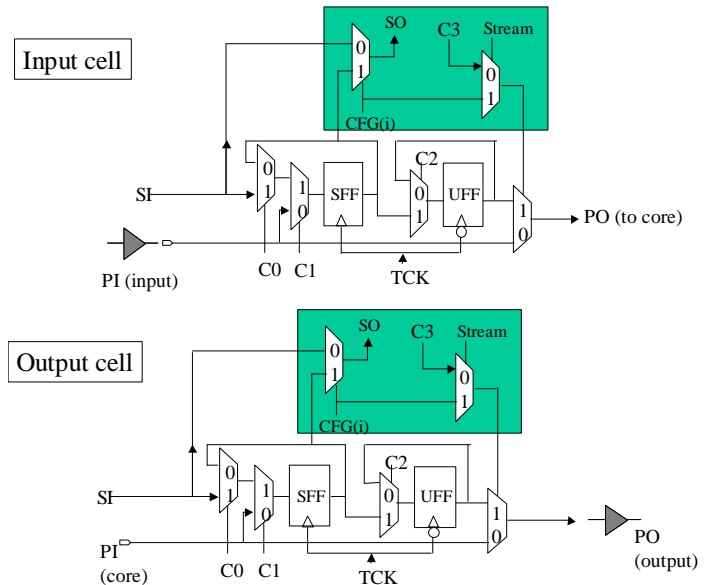 Input cell
SO
C3
Stream
0
1
0
1
CFG(i)
0
1
1
0
SFF
C2
0
1
UFF
1
0
SI
PO (to core)
PI (input)
C0
C1
TCK
Output cell
SO
C3
Stream
0
1
0
1
CFG(i)
0
1
1
0
SFF
C2
0
1
UFF
1
0
SI
PI
(core)
C0
C1
TCK
PO
(output)